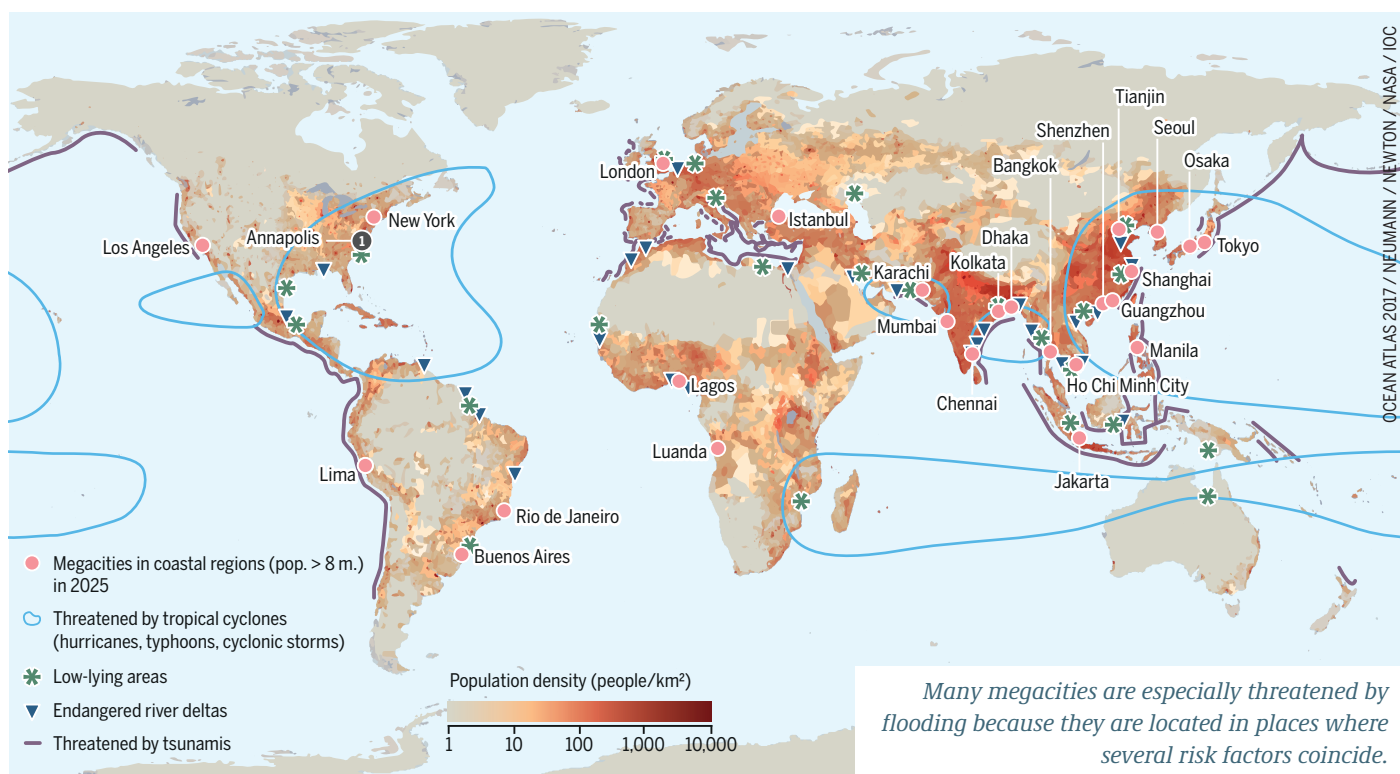 OCEAN ATLAS 2017 / NEUMANN / NEWTON / NASA / IOC
Tianjin
Shenzhen
Seoul
Bangkok
Osaka
London
New York
Istanbul
Los Angeles
Annapolis
1
Dhaka
Tokyo
Kolkata
Karachi
Shanghai
Guangzhou
Mumbai
Manila
Lagos
Ho Chi Minh City
Chennai
Luanda
Lima
Jakarta
Rio de Janeiro
Buenos Aires
Megacities in coastal regions (pop. > 8 m.)
in 2025
Threatened by tropical cyclones
(hurricanes, typhoons, cyclonic storms)
Low-lying areas
Endangered river deltas
Threatened by tsunamis
Population density (people/km²)
1 10 100 1,000 10,000
Many megacities are especially threatened by
flooding because they are located in places where
several risk factors coincide.